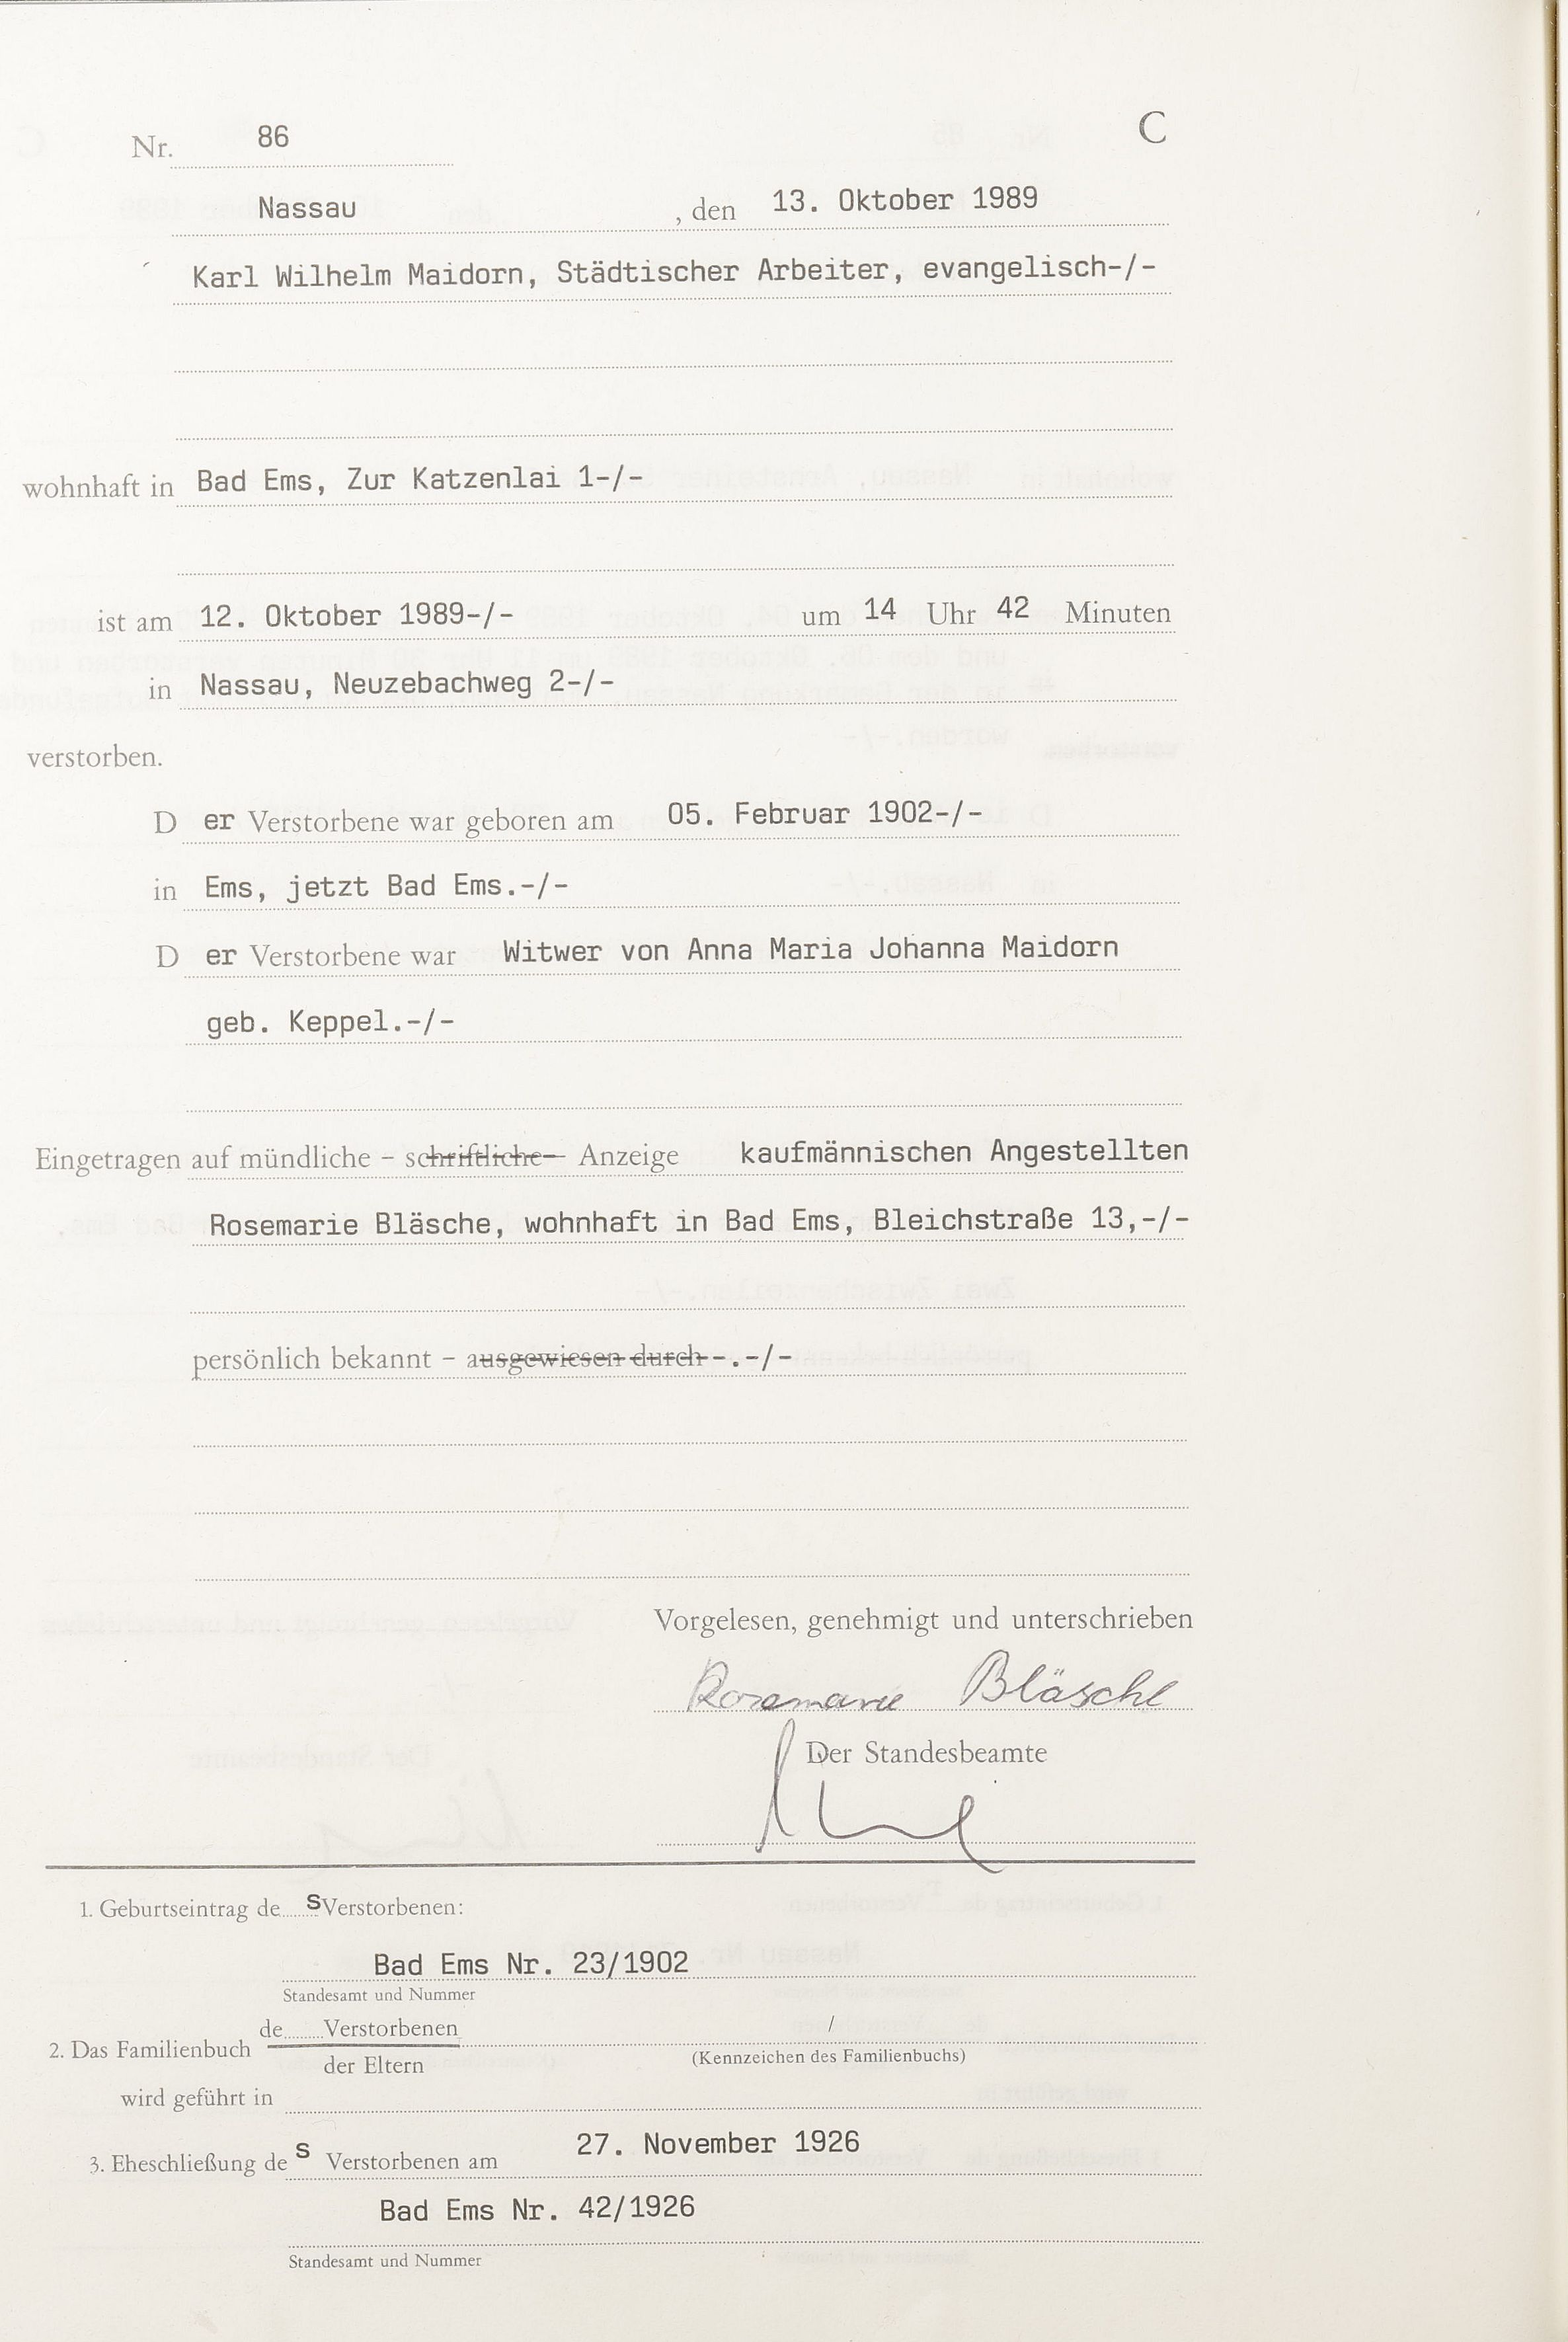 Nr. 86 C
Nassau , den 13. Oktober 1989
Karl Wilhelm Maidorn, Städtischer Arbeiter, evangelisch-/-
wohnhaft in Bad Ems, Zur Katzenlai 1-/-
ist am 12. Oktober 1989-/- um 14 Uhr 42 Minuten
in Nassau, Neuzebachweg 2-/-
verstorben.
D er Verstorbene war geboren am 05. Februar 1902-/-
in Ems, jetzt Bad Ems.-/-
D er Verstorbene war Witwer von Anna Maria Johanna Maidorn
geb. Keppel.-/-
Eingetragen auf mündliche - schriftliche - Anzeige kaufmännischen Angestellten
Rosemarie Bläsche, wohnhaft in Bad Ems, Bleichstraße 13,-/-
persönlich bekannt - ausgewiesen durch -.-/-
Vorgelesen, genehmigt und unterschrieben
Rosemarie Bläsche
Der Standesbeamte
1. Geburtseintrag des Verstorbenen:
Bad Ems Nr. 23/1902
Standesamt und Nummer
de Verstorbenen /
2. Das Familienbuch
der Eltern (Kennzeichen des Familienbuchs)
wird geführt in
3. Eheschließung des Verstorbenen am 27. November 1926
Bad Ems Nr. 42/1926
Standesamt und Nummer